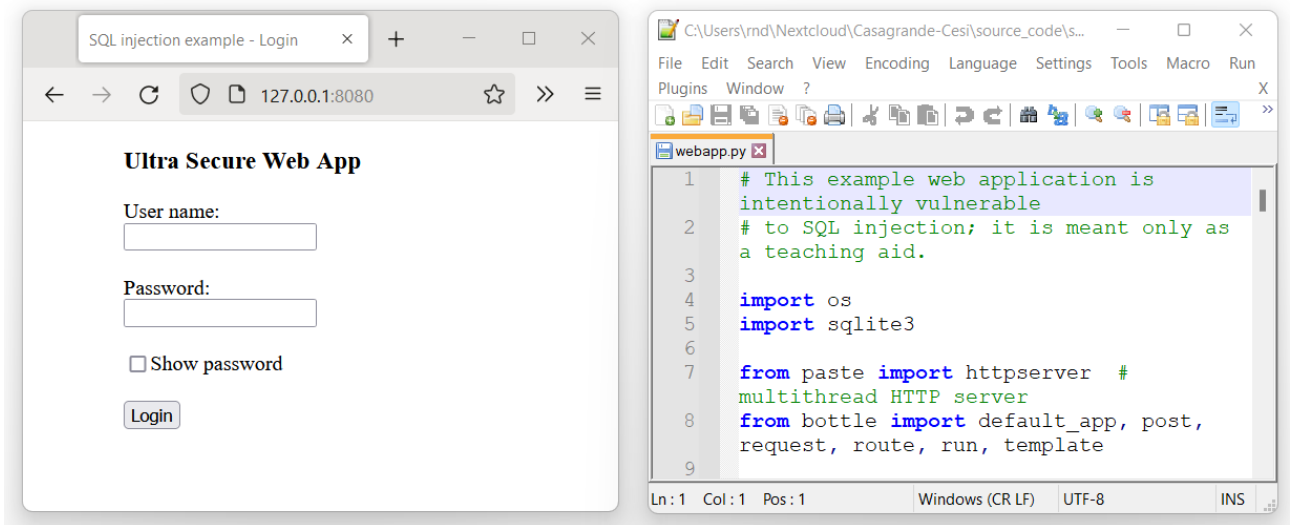 SQL injection example - Login
127.0.0.1:8080
Ultra Secure Web App
User name:
Password:
Show password
Login
C:\Users\rnd\Nextcloud\Casagrande-Cesi\source_code\s...
File Edit Search View Encoding Language Settings Tools Macro Run
Plugins Window ? X
webapp.py
1 # This example web application is
intentionally vulnerable
2 # to SQL injection; it is meant only as
a teaching aid.
3
4 import os
5 import sqlite3
6
7 from paste import httpserver  #
multithread HTTP server
8 from bottle import default_app, post,
request, route, run, template
9
Ln : 1 Col : 1 Pos : 1 Windows (CR LF) UTF-8 INS